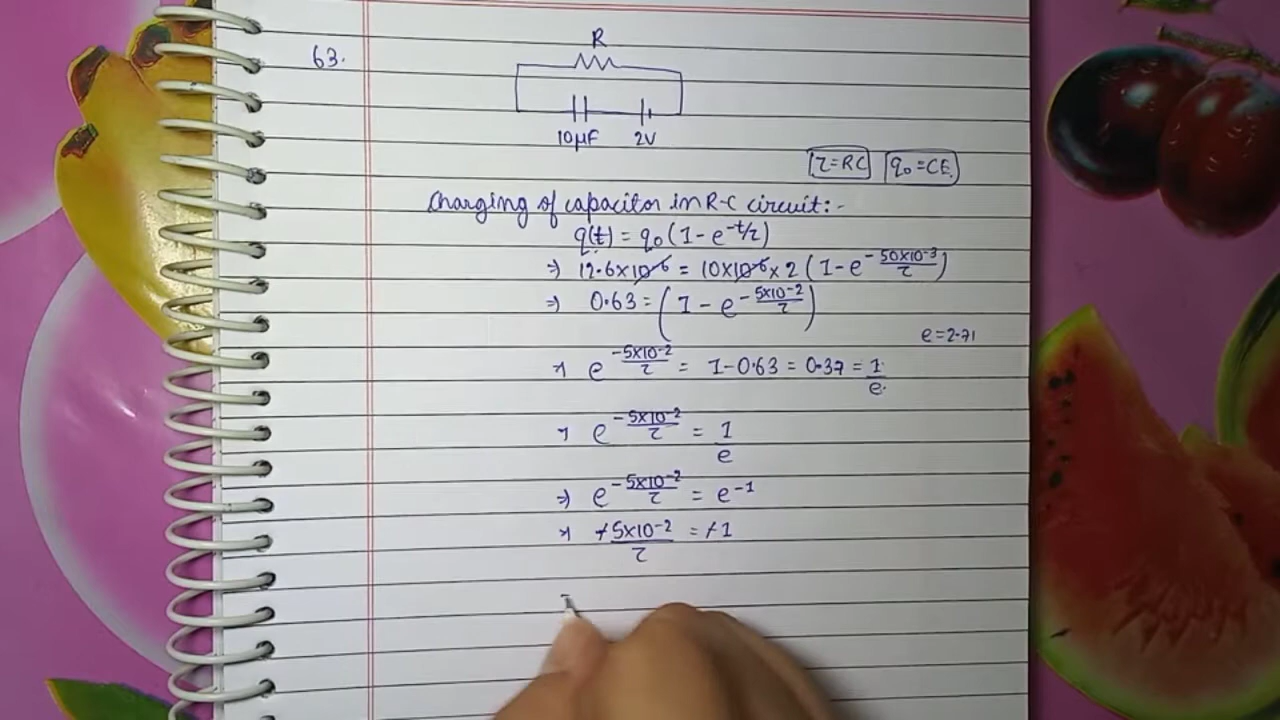 63.
R
10μF 2V
τ=RC q₀=CE
Charging of capacitor in R-C circuit:-
q(t) = q₀(1-e^-t/τ)
⇒ 12.6×10^-6 = 10×10^-6×2(1-e^-50×10^-3/τ)
⇒ 0.63=(1-e^-5×10^-2/τ)
e=2.71
⇒ e^-5×10^-2/τ = 1-0.63=0.37=1/e
⇒ e^-5×10^-2/τ = 1/e
⇒ e^-5×10^-2/τ = e^-1
⇒ -5×10^-2/τ = -1